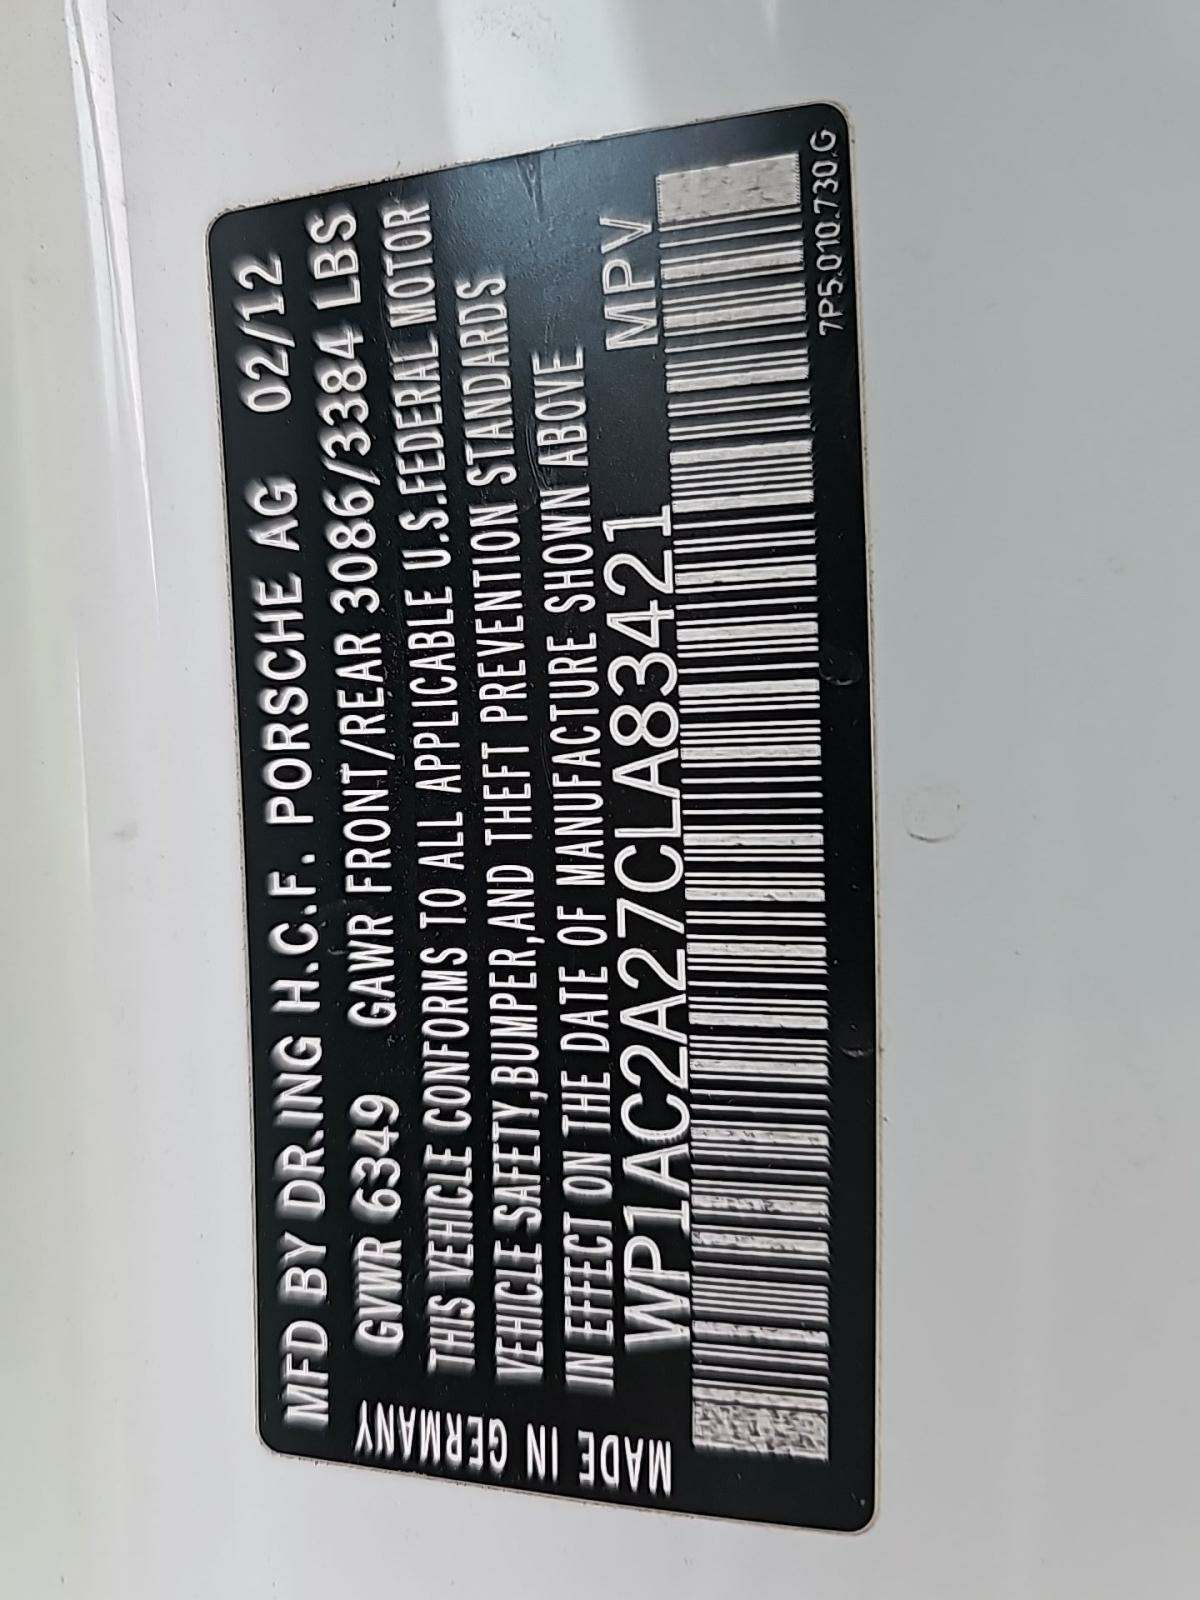 MFD BY DR.ING H.C.F. PORSCHE AG 02/12
GVWR 6349 GAWR FRONT/REAR 3086/3384 LBS
THIS VEHICLE CONFORMS TO ALL APPLICABLE U.S.FEDERAL MOTOR
VEHICLE SAFETY,BUMPER,AND THEFT PREVENTION STANDARDS
IN EFFECT ON THE DATE OF MANUFACTURE SHOWN ABOVE
WP1AC2A27CLA83421 MPV
7P5.010.730.G
MADE IN GERMANY